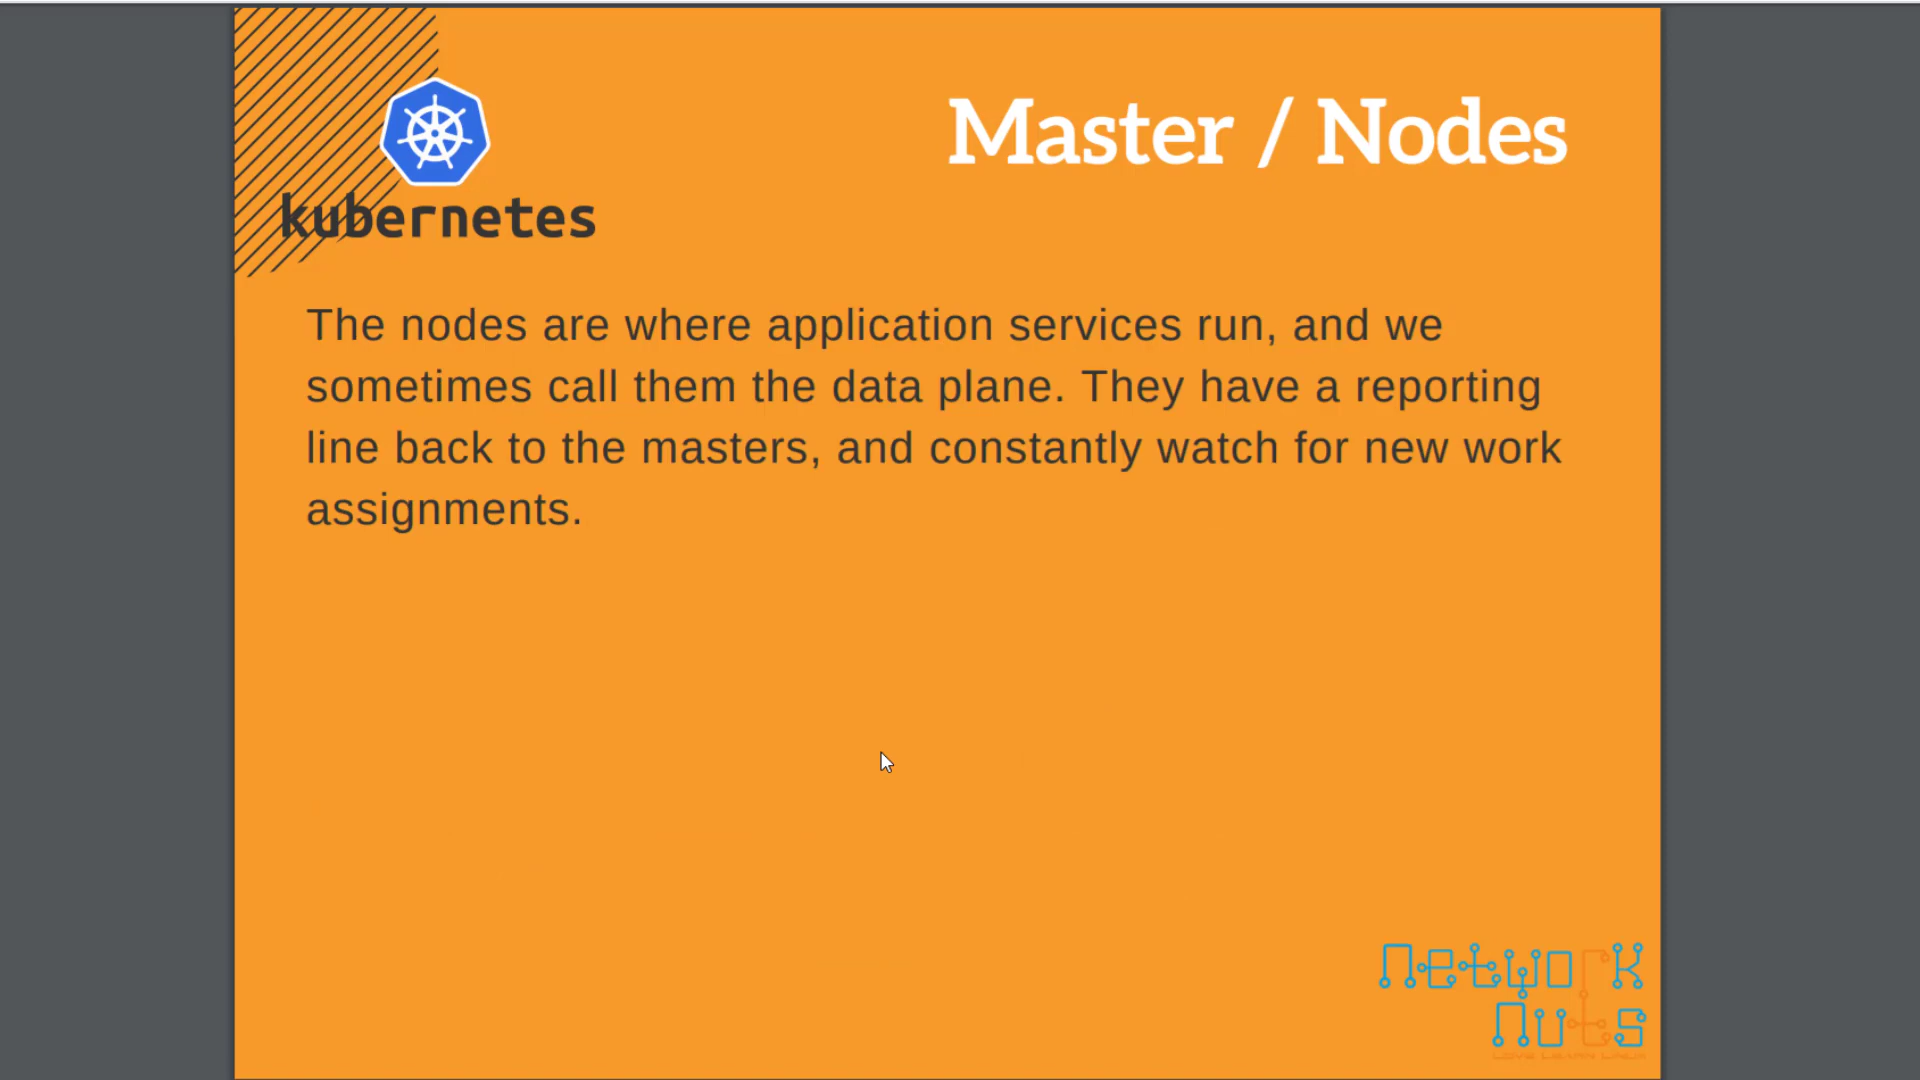 Master / Nodes
kubernetes
The nodes are where application services run, and we
sometimes call them the data plane. They have a reporting
line back to the masters, and constantly watch for new work
assignments.
Network
Nuts